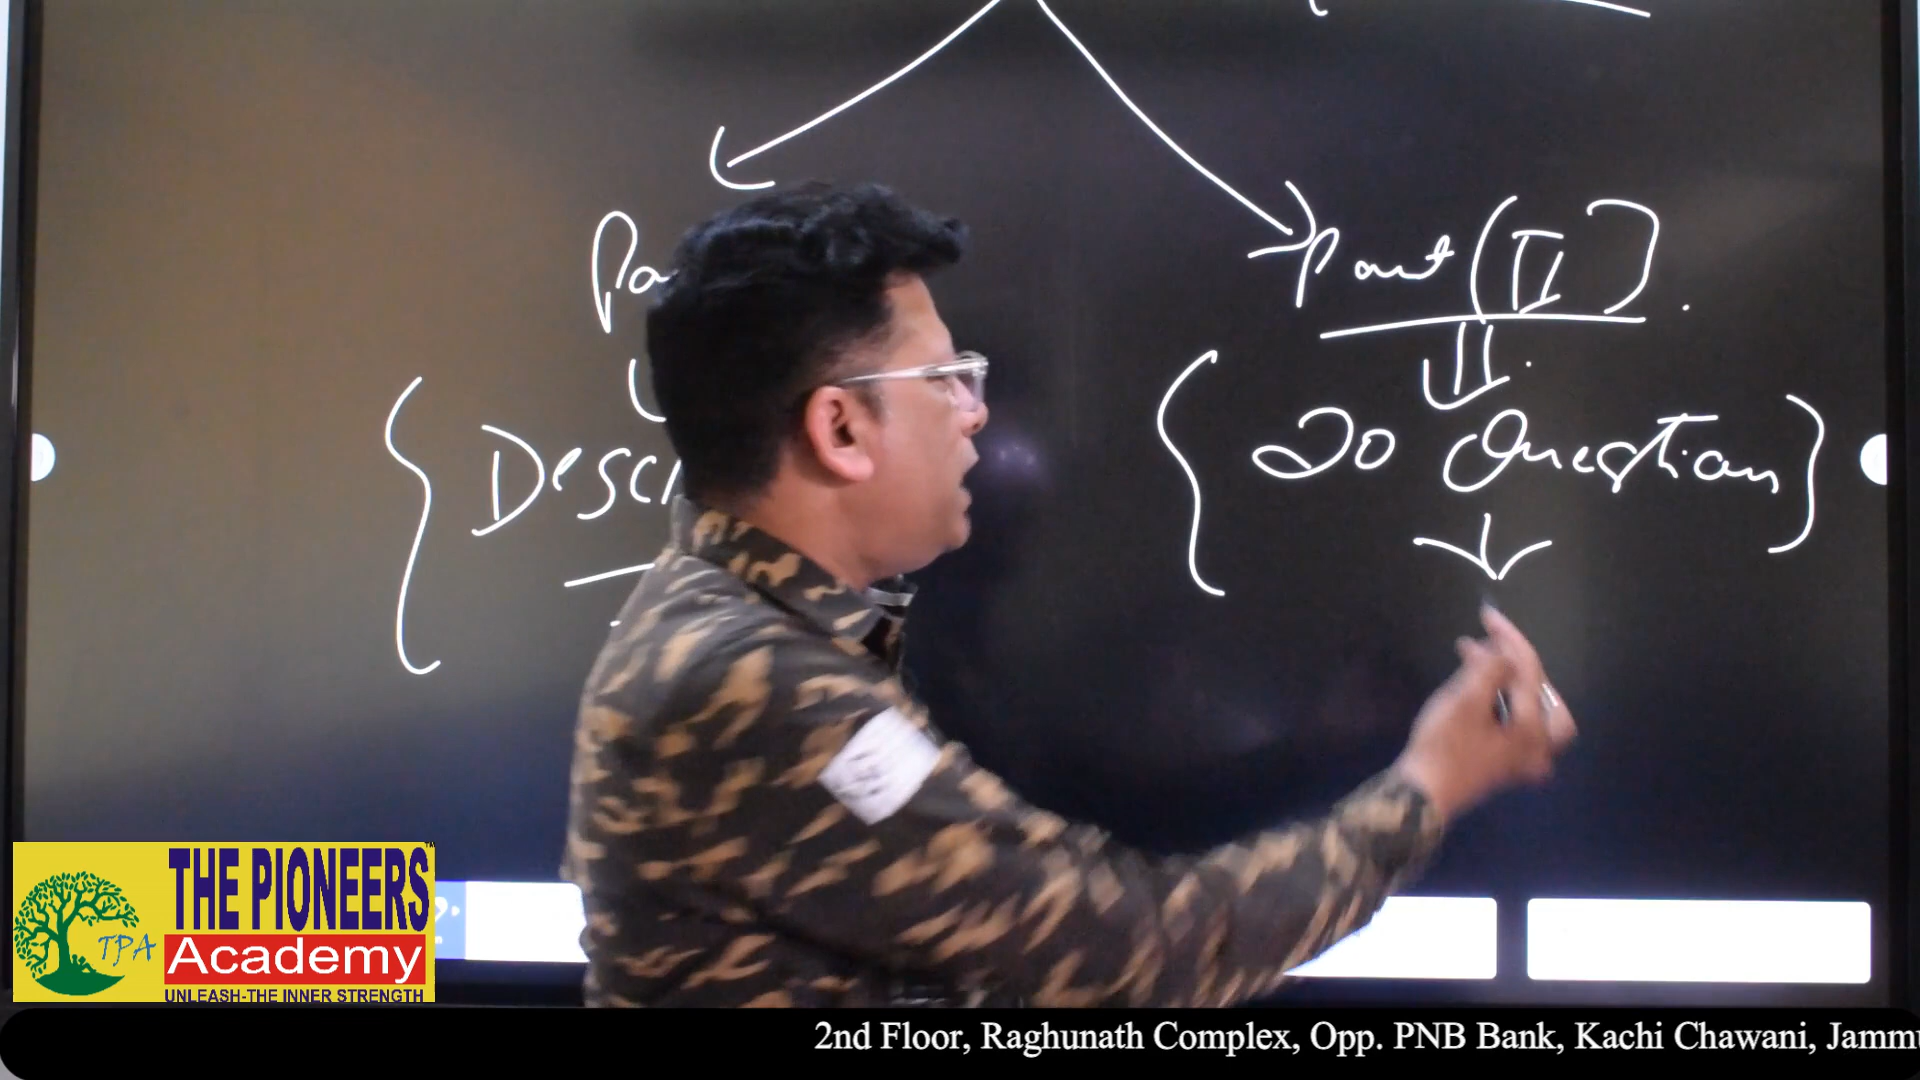 Part (II).
Desc
20 Question
THE PIONEERS
TPA
Academy
UNLEASH-THE INNER STRENGTH
2nd Floor, Raghunath Complex, Opp. PNB Bank, Kachi Chawani, Jammu